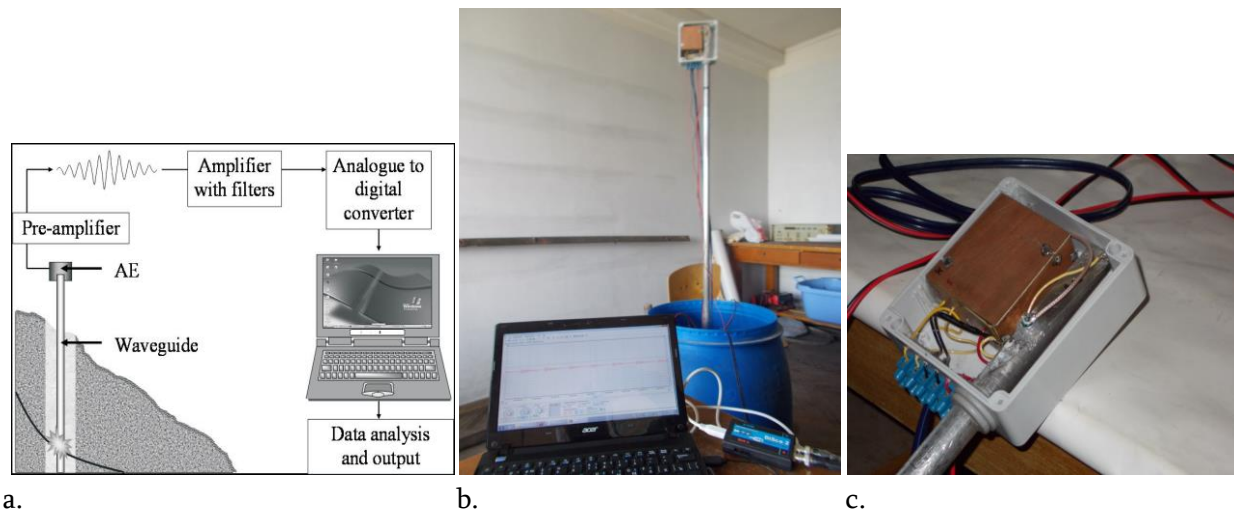 Amplifier
with filters
Analogue to
digital
converter
Pre-amplifier
AE
Waveguide
Data analysis
and output
acer
a.
b.
c.